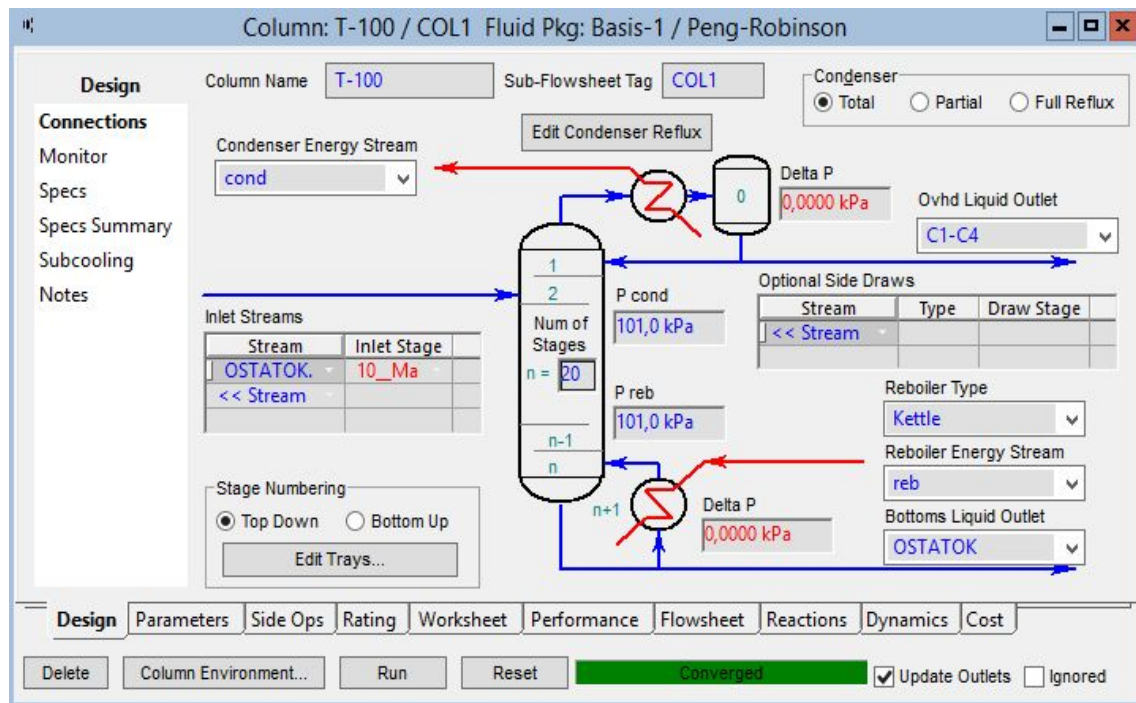 Column: T-100 / COL1 Fluid Pkg: Basis-1 / Peng-Robinson
Design
Connections
Monitor
Specs
Specs Summary
Subcooling
Notes
Column Name T-100 Sub-Flowsheet Tag COL1
Condenser
Total Partial Full Reflux
Edit Condenser Reflux
Condenser Energy Stream
cond
0
Delta P
0,0000 kPa
Ovhd Liquid Outlet
C1-C4
Inlet Streams
Stream Inlet Stage
OSTATOK. 10__Ma
<< Stream
1
2
Num of
Stages
n = 20
n-1
n
n+1
P cond
101,0 kPa
P reb
101,0 kPa
Optional Side Draws
Stream Type Draw Stage
<< Stream
Reboiler Type
Kettle
Reboiler Energy Stream
reb
Delta P
0,0000 kPa
Bottoms Liquid Outlet
OSTATOK
Stage Numbering
Top Down Bottom Up
Edit Trays...
Design Parameters Side Ops Rating Worksheet Performance Flowsheet Reactions Dynamics Cost
Delete Column Environment... Run Reset Converged Update Outlets Ignored